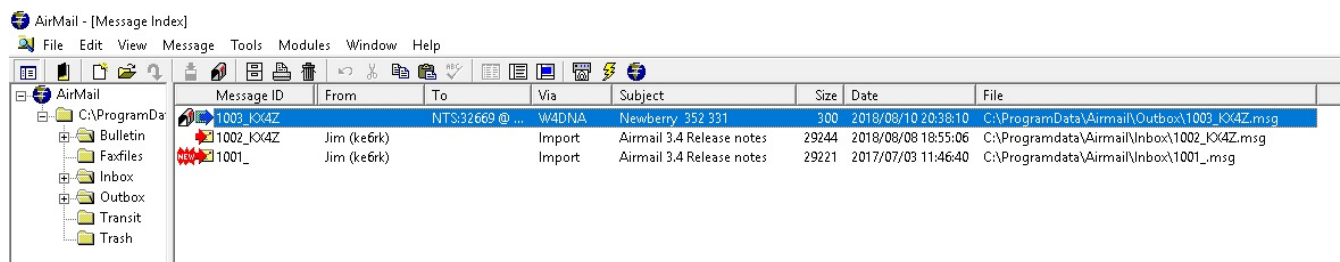 AirMail - [Message Index]
File Edit View Message Tools Modules Window Help
ABC
AirMail
C:\ProgramDa
Bulletin
Faxfiles
Inbox
Outbox
Transit
Trash
Message ID From To Via Subject Size Date File
1003_KX4Z NTS:32669 @ ... W4DNA Newberry 352 331 300 2018/08/10 20:38:10 C:\ProgramData\Airmail\Outbox\1003_KX4Z.msg
1002_KX4Z Jim (ke6rk) Import Airmail 3.4 Release notes 29244 2018/08/08 18:55:06 C:\Programdata\Airmail\Inbox\1002_KX4Z.msg
NEW 1001_ Jim (ke6rk) Import Airmail 3.4 Release notes 29221 2017/07/03 11:46:40 C:\Programdata\Airmail\Inbox\1001_.msg